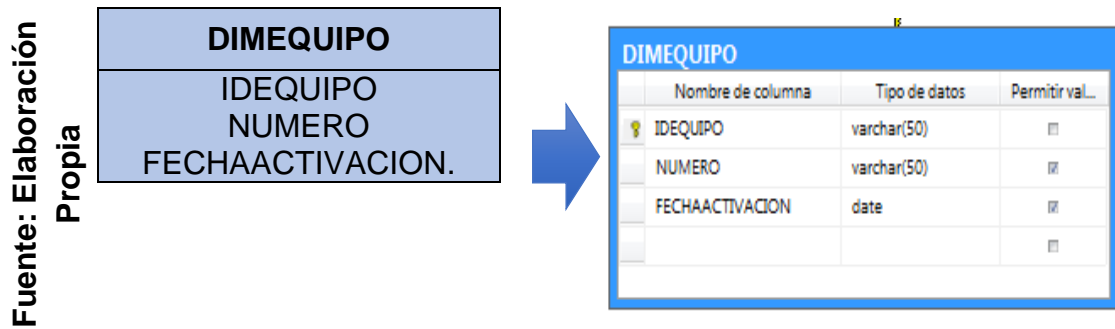 Fuente: Elaboración
Propia
DIMEQUIPO
IDEQUIPO
NUMERO
FECHAACTIVACION.
DIMEQUIPO
Nombre de columna Tipo de datos Permitir val...
IDEQUIPO varchar(50)
NUMERO varchar(50)
FECHAACTIVACION date